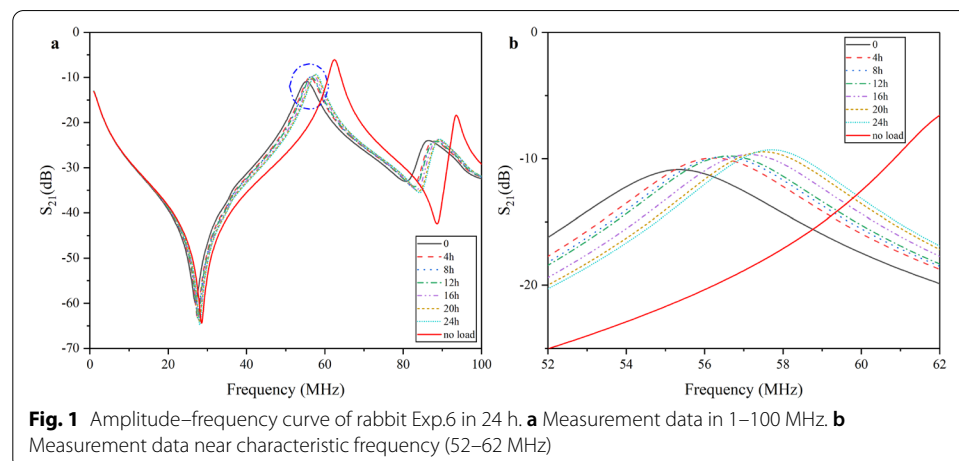 a
S21(dB)
0
-10
-20
-30
-40
-50
-60
-70
0
20
40
60
80
100
Frequency (MHz)
0
4h
8h
12h
16h
20h
24h
no load
b
S21(dB)
0
-10
-20
52
54
56
58
60
62
Frequency (MHz)
0
4h
8h
12h
16h
20h
24h
no load
Fig. 1 Amplitude–frequency curve of rabbit Exp.6 in 24 h. a Measurement data in 1–100 MHz. b
Measurement data near characteristic frequency (52–62 MHz)